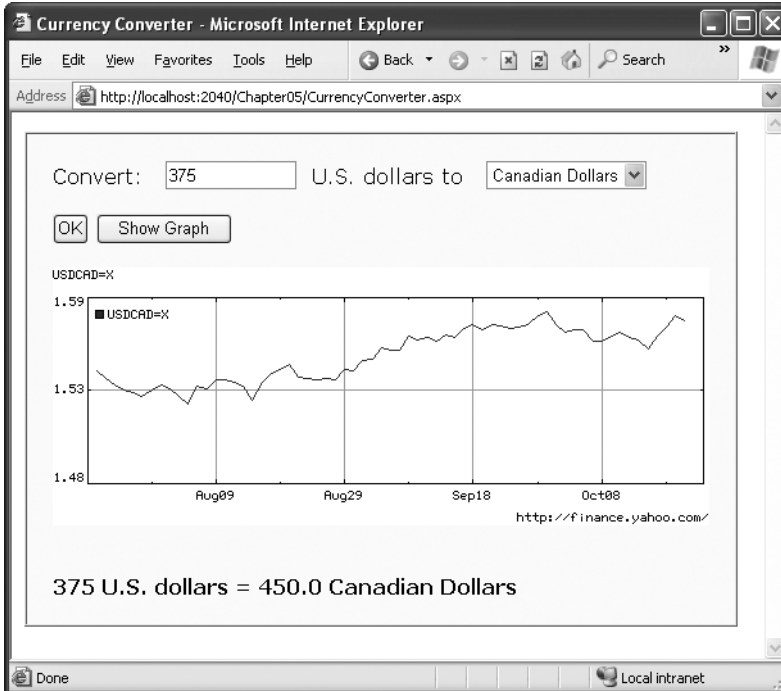 Currency Converter - Microsoft Internet Explorer
File Edit View Favorites Tools Help Back Search »
Address http://localhost:2040/Chapter05/CurrencyConverter.aspx
Convert: 375 U.S. dollars to Canadian Dollars
OK Show Graph
USDCAD=X
1.59
USDCAD=X
1.53
1.48
Aug09 Aug29 Sep18 Oct08
http://finance.yahoo.com/
375 U.S. dollars = 450.0 Canadian Dollars
Done Local intranet